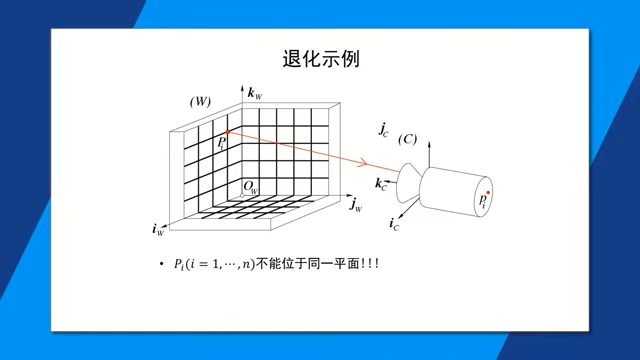 退化示例
(W)
k_W
P_i
O_W
j_W
i_W
j_C
(C)
k_C
i_C
p_i
• P_i(i = 1, ⋯, n)不能位于同一平面!!!